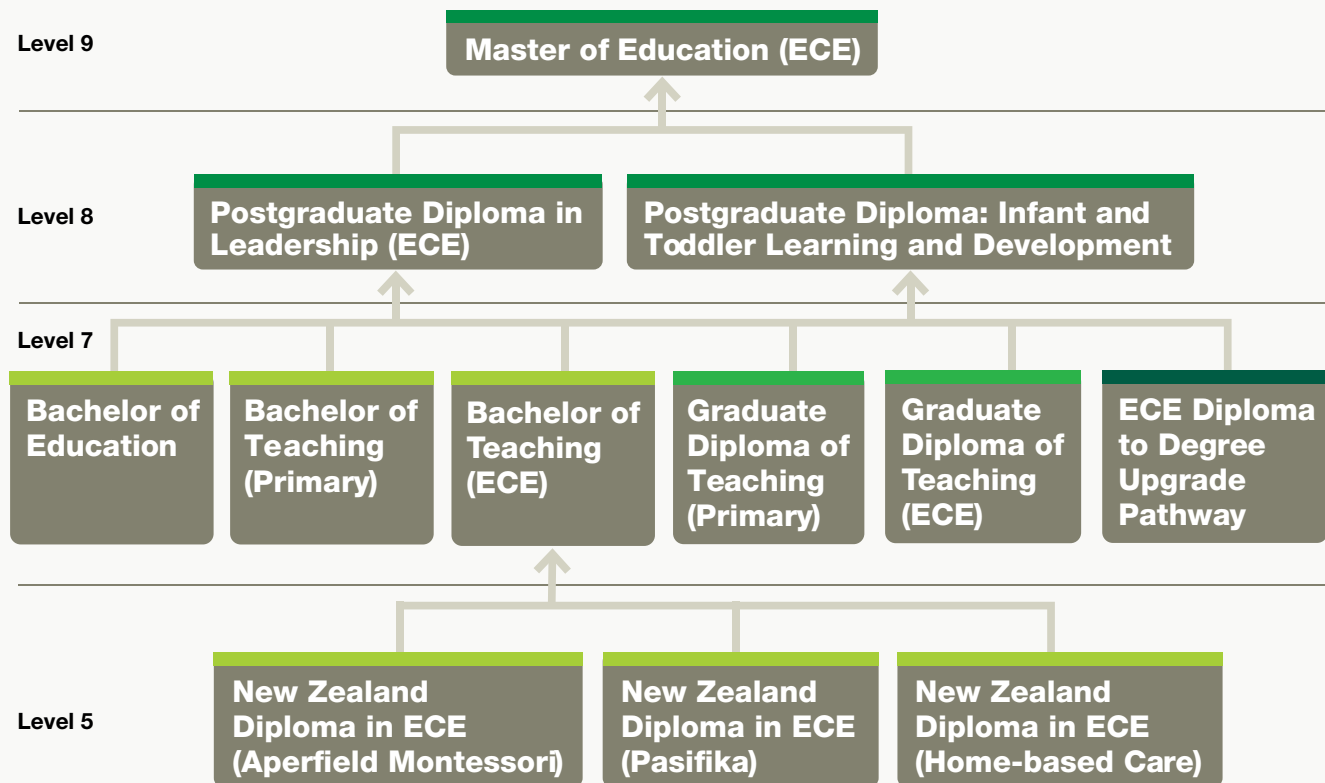 Level 9
Master of Education (ECE)
Level 8
Postgraduate Diploma in
Leadership (ECE)
Postgraduate Diploma: Infant and
Toddler Learning and Development
Level 7
Bachelor of
Education
Bachelor of
Teaching
(Primary)
Bachelor of
Teaching
(ECE)
Graduate
Diploma of
Teaching
(Primary)
Graduate
Diploma of
Teaching
(ECE)
ECE Diploma
to Degree
Upgrade
Pathway
Level 5
New Zealand
Diploma in ECE
(Aperfield Montessori)
New Zealand
Diploma in ECE
(Pasifika)
New Zealand
Diploma in ECE
(Home-based Care)